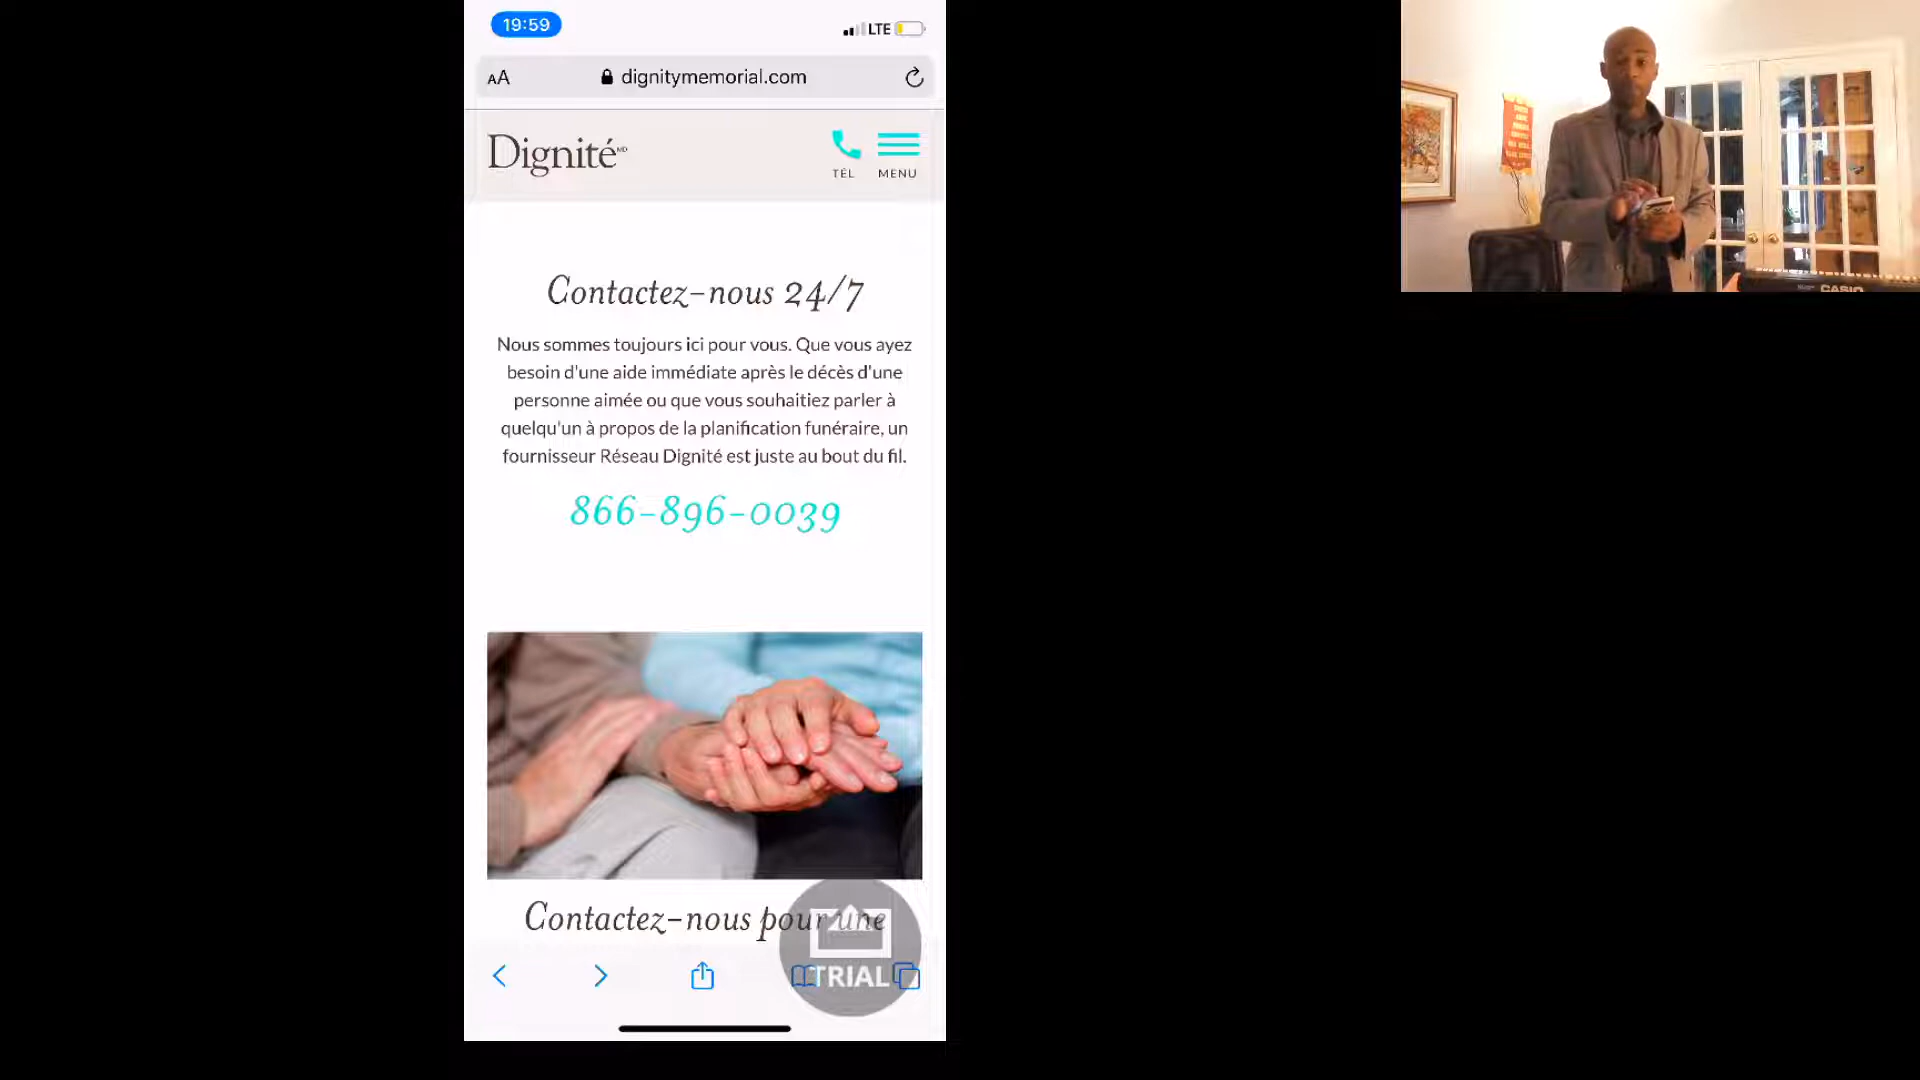 19:59
LTE
AA
dignitymemorial.com
Dignité MD
TÉL
MENU
Contactez-nous 24/7
Nous sommes toujours ici pour vous. Que vous ayez
besoin d'une aide immédiate après le décès d'une
personne aimée ou que vous souhaitiez parler à
quelqu'un à propos de la planification funéraire, un
fournisseur Réseau Dignité est juste au bout du fil.
866-896-0039
Contactez-nous pour une
TRIAL
CASIO